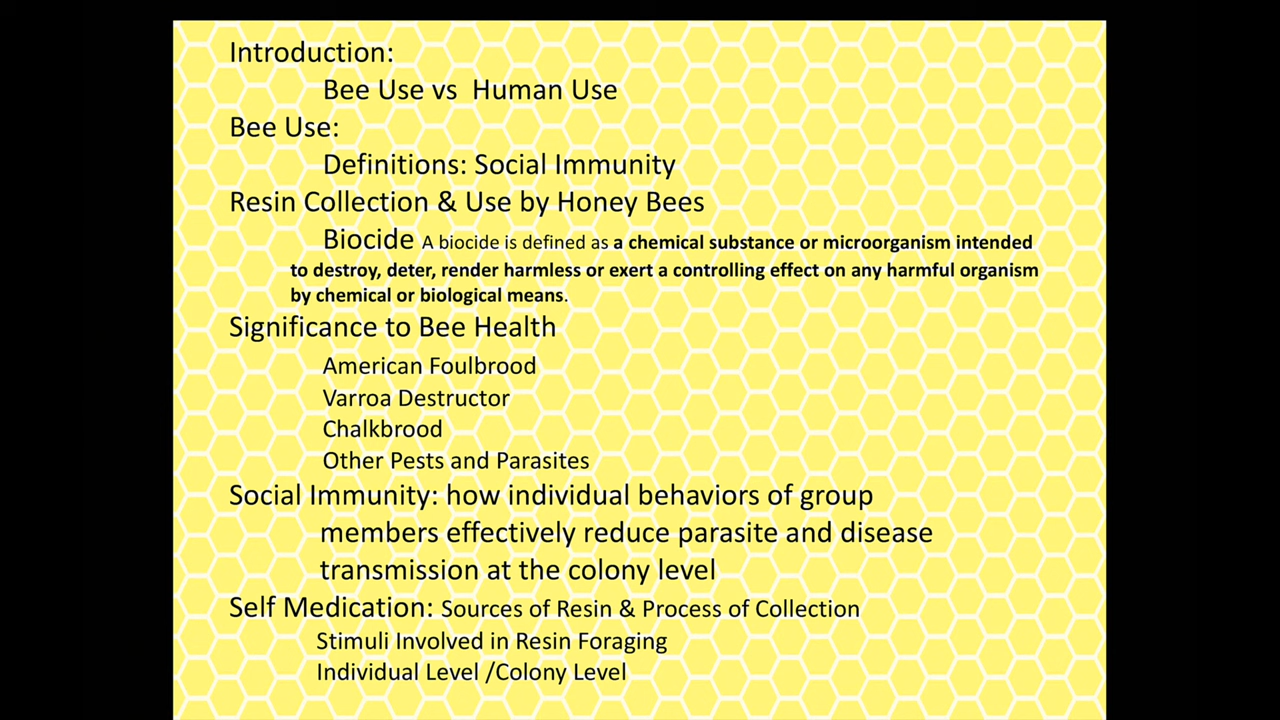 Introduction:
Bee Use vs  Human Use
Bee Use:
Definitions: Social Immunity
Resin Collection & Use by Honey Bees
Biocide A biocide is defined as a chemical substance or microorganism intended
to destroy, deter, render harmless or exert a controlling effect on any harmful organism
by chemical or biological means.
Significance to Bee Health
American Foulbrood
Varroa Destructor
Chalkbrood
Other Pests and Parasites
Social Immunity: how individual behaviors of group
members effectively reduce parasite and disease
transmission at the colony level
Self Medication: Sources of Resin & Process of Collection
Stimuli Involved in Resin Foraging
Individual Level /Colony Level